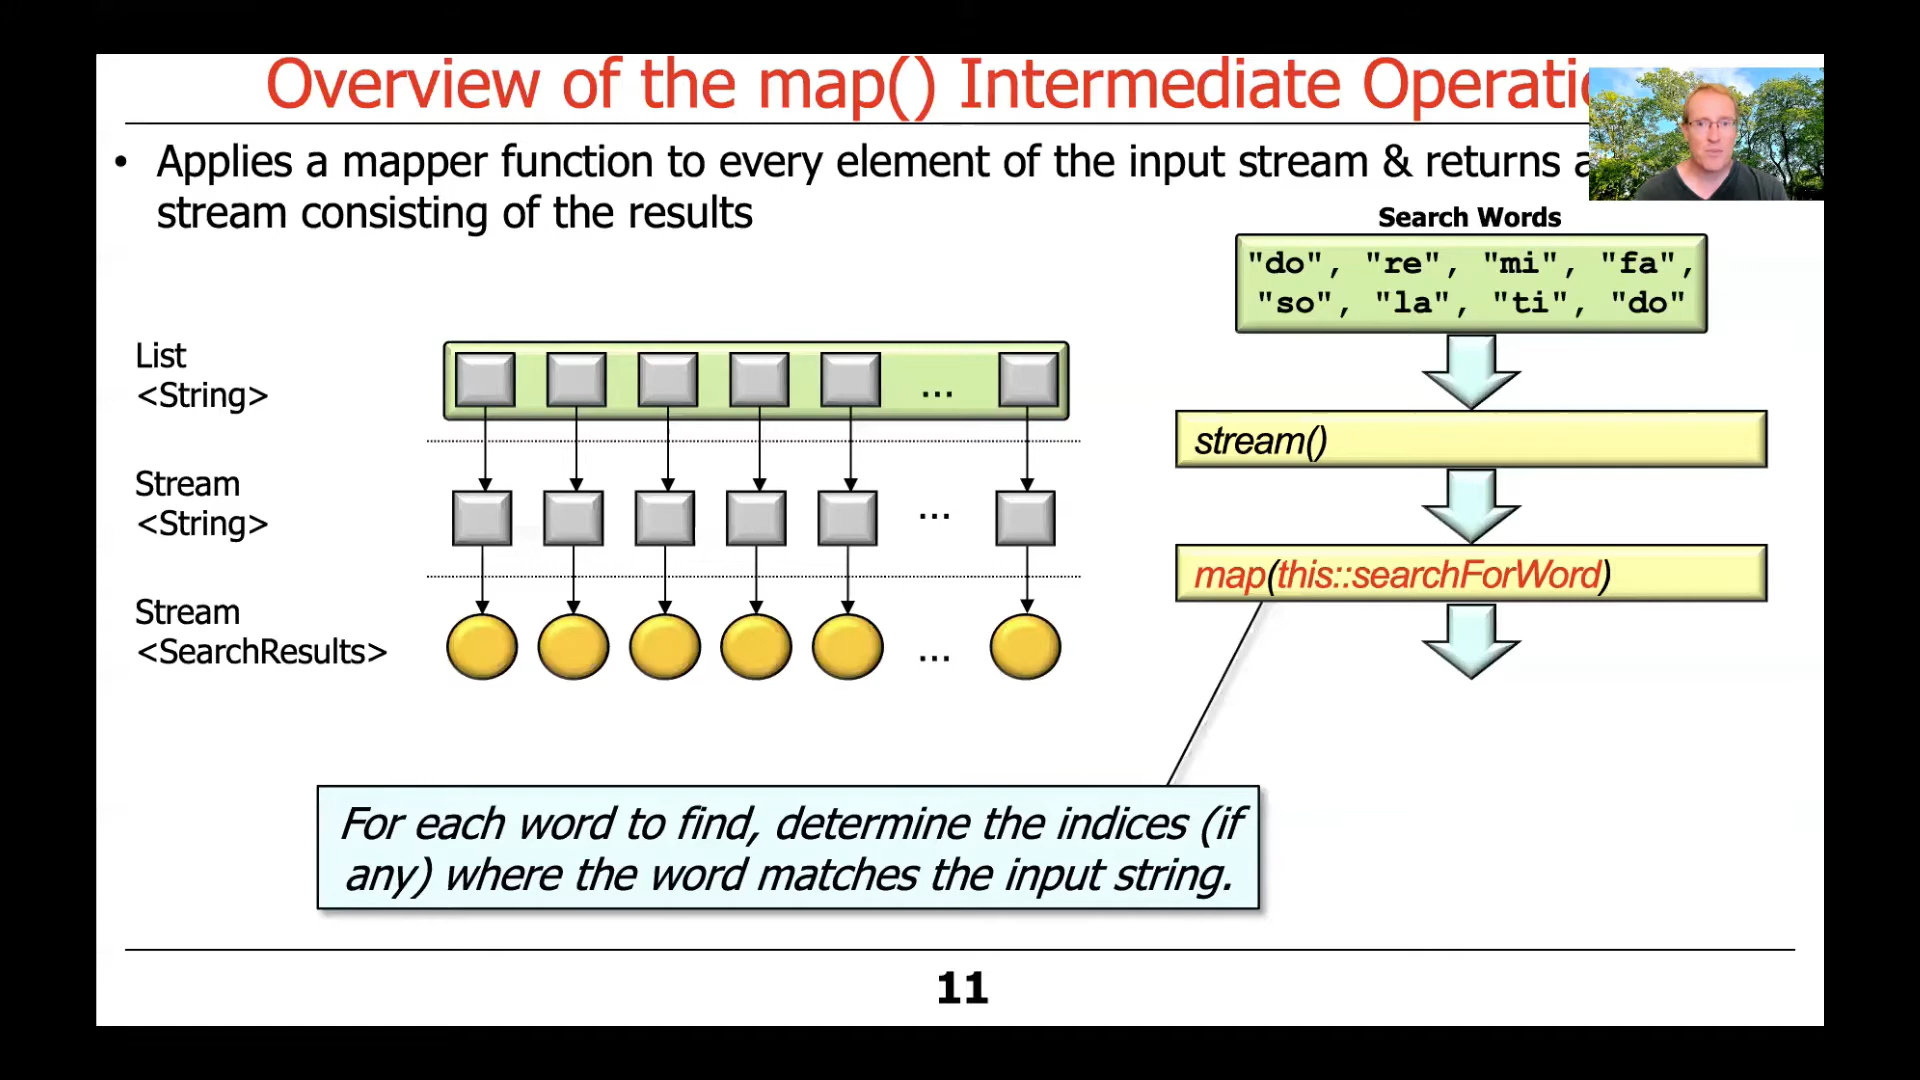 Overview of the map() Intermediate
• Applies a mapper function to every element of the input stream & returns
stream consisting of the results
Search Words
"do", "re", "mi", "fa",
"so", "la", "ti", "do"
List
<String>
...
stream()
Stream
<String>
...
map(this::searchForWord)
Stream
<SearchResults>
...
For each word to find, determine the indices (if
any) where the word matches the input string.
11